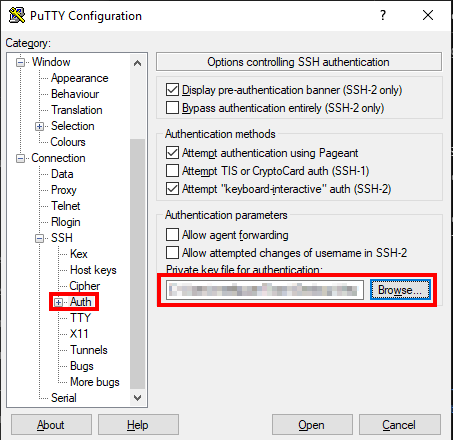 PuTTY Configuration
Category:
Window
Appearance
Behaviour
Translation
Selection
Colours
Connection
Data
Proxy
Telnet
Rlogin
SSH
Kex
Host keys
Cipher
Auth
TTY
X11
Tunnels
Bugs
More bugs
Serial
Options controlling SSH authentication
Display pre-authentication banner (SSH-2 only)
Bypass authentication entirely (SSH-2 only)
Authentication methods
Attempt authentication using Pageant
Attempt TIS or CryptoCard auth (SSH-1)
Attempt "keyboard-interactive" auth (SSH-2)
Authentication parameters
Allow agent forwarding
Allow attempted changes of username in SSH-2
Private key file for authentication:
Browse...
About
Help
Open
Cancel